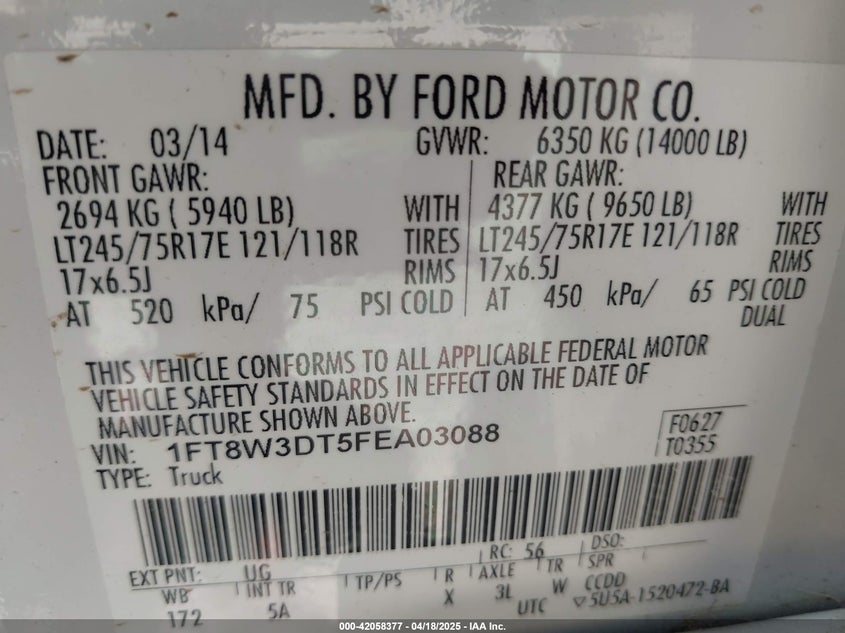 MFD. BY FORD MOTOR CO.
DATE: 03/14 GVWR: 6350 KG (14000 LB)
FRONT GAWR: REAR GAWR:
2694 KG ( 5940 LB) WITH 4377 KG ( 9650 LB) WITH
LT245/75R17E 121/118R TIRES LT245/75R17E 121/118R TIRES
17x6.5J RIMS 17x6.5J RIMS
AT 520 kPa/ 75 PSI COLD AT 450 kPa/ 65 PSI COLD
DUAL
THIS VEHICLE CONFORMS TO ALL APPLICABLE FEDERAL MOTOR
VEHICLE SAFETY STANDARDS IN EFFECT ON THE DATE OF
MANUFACTURE SHOWN ABOVE.
VIN: 1FT8W3DT5FEA03088
F0627
TYPE: Truck
T0355
EXT PNT: UG RC: 56 DSO:
WB INT TR TP/PS R AXLE TR SPR
172 5A X 3L W CCDD
UTC ▽5U5A-1520472-BA
000-42058377 - 04/18/2025 - IAA Inc.